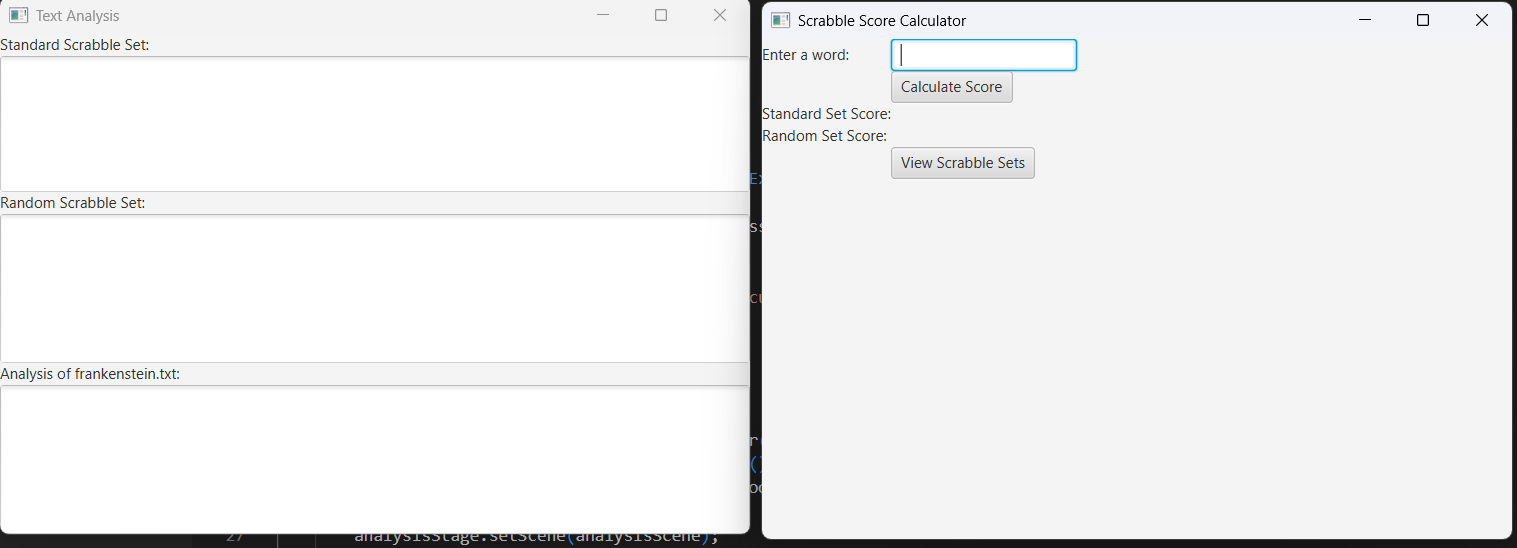 Text Analysis
Standard Scrabble Set:
Random Scrabble Set:
Analysis of frankenstein.txt:
Scrabble Score Calculator
Enter a word:
Calculate Score
Standard Set Score:
Random Set Score:
View Scrabble Sets
27 analysisStage.setScene(analysisScene);